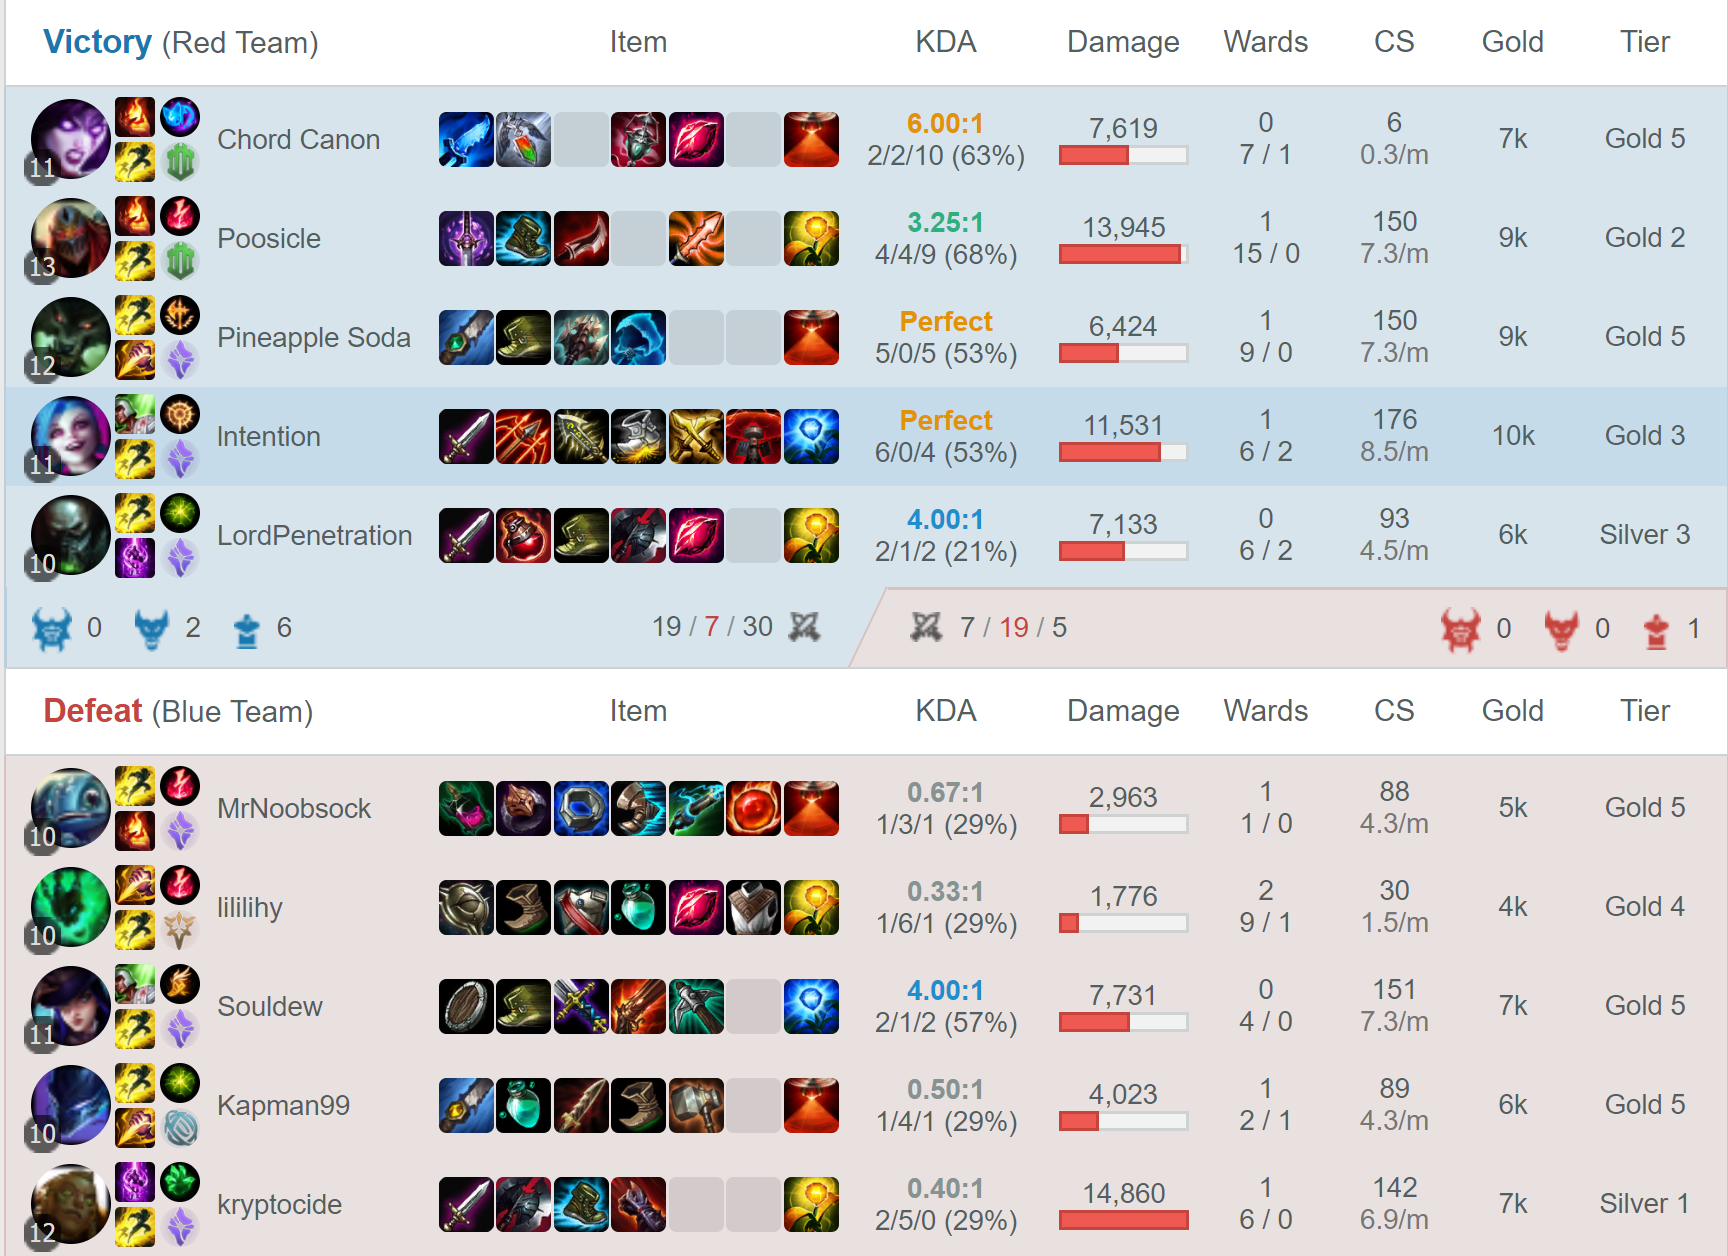 Victory (Red Team) Item KDA Damage Wards CS Gold Tier
11 Chord Canon 6.00:1 2/2/10 (63%) 7,619 0 7 / 1 6 0.3/m 7k Gold 5
13 Poosicle 3.25:1 4/4/9 (68%) 13,945 1 15 / 0 150 7.3/m 9k Gold 2
12 Pineapple Soda Perfect 5/0/5 (53%) 6,424 1 9 / 0 150 7.3/m 9k Gold 5
11 Intention Perfect 6/0/4 (53%) 11,531 1 6 / 2 176 8.5/m 10k Gold 3
10 LordPenetration 4.00:1 2/1/2 (21%) 7,133 0 6 / 2 93 4.5/m 6k Silver 3
0 2 6 19 / 7 / 30 7 / 19 / 5 0 0 1
Defeat (Blue Team) Item KDA Damage Wards CS Gold Tier
10 MrNoobsock 0.67:1 1/3/1 (29%) 2,963 1 1 / 0 88 4.3/m 5k Gold 5
10 lililihy 0.33:1 1/6/1 (29%) 1,776 2 9 / 1 30 1.5/m 4k Gold 4
11 Souldew 4.00:1 2/1/2 (57%) 7,731 0 4 / 0 151 7.3/m 7k Gold 5
10 Kapman99 0.50:1 1/4/1 (29%) 4,023 1 2 / 1 89 4.3/m 6k Gold 5
12 kryptocide 0.40:1 2/5/0 (29%) 14,860 1 6 / 0 142 6.9/m 7k Silver 1